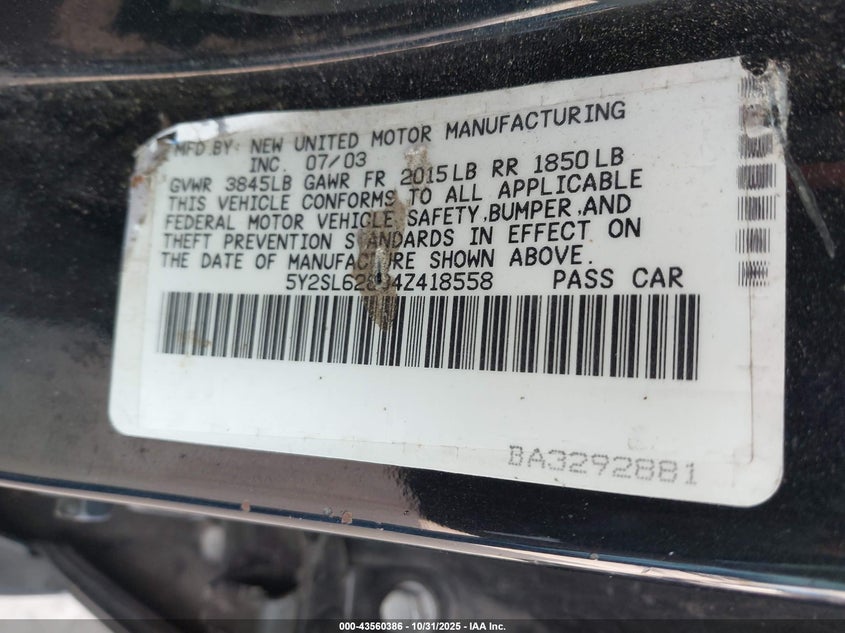 MFD.BY: NEW UNITED MOTOR MANUFACTURING
INC. 07/03
GVWR 3845LB GAWR FR 2015LB RR 1850LB
THIS VEHICLE CONFORMS TO ALL APPLICABLE
FEDERAL MOTOR VEHICLE SAFETY,BUMPER,AND
THEFT PREVENTION STANDARDS IN EFFECT ON
THE DATE OF MANUFACTURE SHOWN ABOVE.
PASS CAR
BA3292881
000-43560386 - 10/31/2025 - IAA Inc.